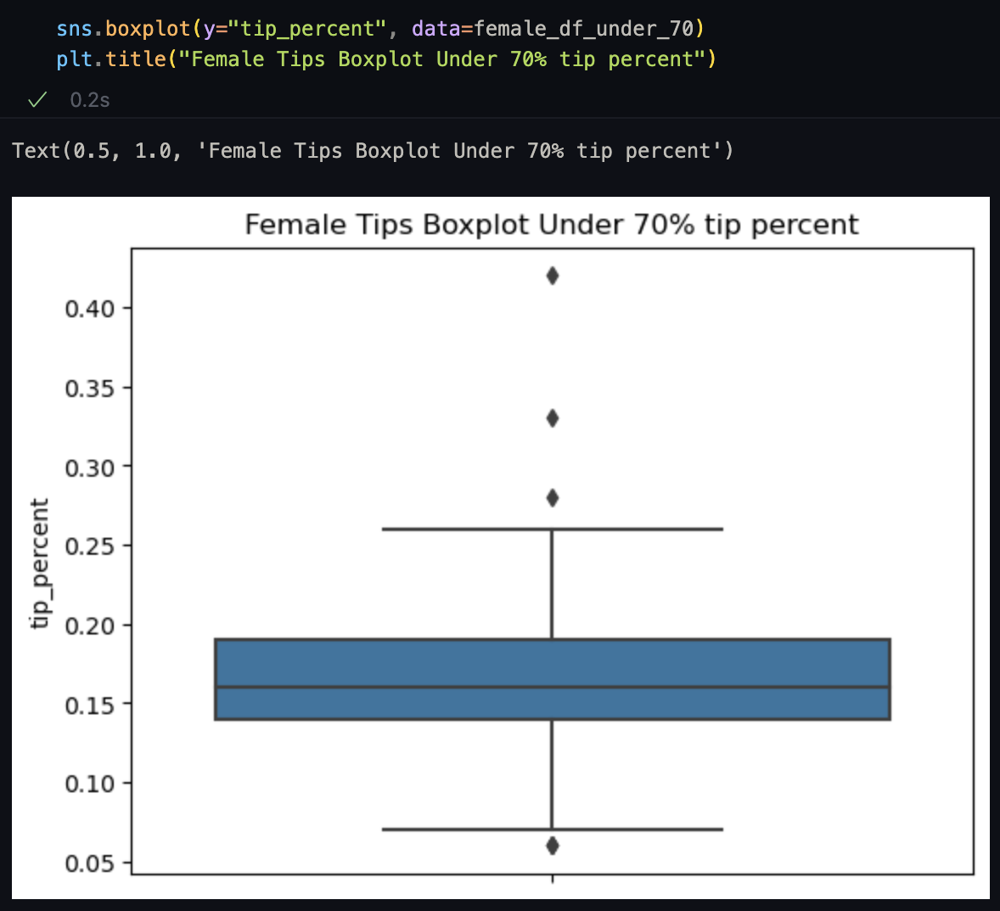 sns.boxplot(y="tip_percent", data=female_df_under_70)
plt.title("Female Tips Boxplot Under 70% tip percent")
0.2s
Text(0.5, 1.0, 'Female Tips Boxplot Under 70% tip percent')
Female Tips Boxplot Under 70% tip percent
0.40
0.35
0.30
0.25
0.20
0.15
0.10
0.05
tip_percent